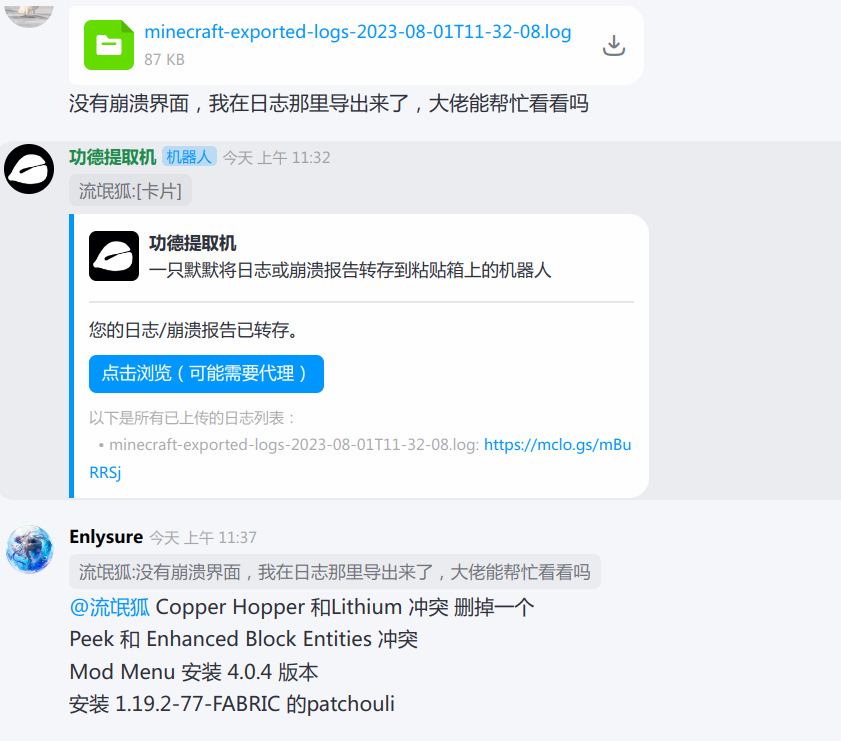 minecraft-exported-logs-2023-08-01T11-32-08.log
87 KB
没有崩溃界面，我在日志那里导出来了，大佬能帮忙看看吗
功德提取机 机器人 今天 上午 11:32
流氓狐:[卡片]
功德提取机
一只默默将日志或崩溃报告转存到粘贴箱上的机器人
您的日志/崩溃报告已转存。
点击浏览（可能需要代理）
以下是所有已上传的日志列表：
• minecraft-exported-logs-2023-08-01T11-32-08.log: https://mclo.gs/mBu
RRSj
Enlysure 今天 上午 11:37
流氓狐:没有崩溃界面，我在日志那里导出来了，大佬能帮忙看看吗
@流氓狐 Copper Hopper 和Lithium 冲突 删掉一个
Peek 和 Enhanced Block Entities 冲突
Mod Menu 安装 4.0.4 版本
安装 1.19.2-77-FABRIC 的patchouli